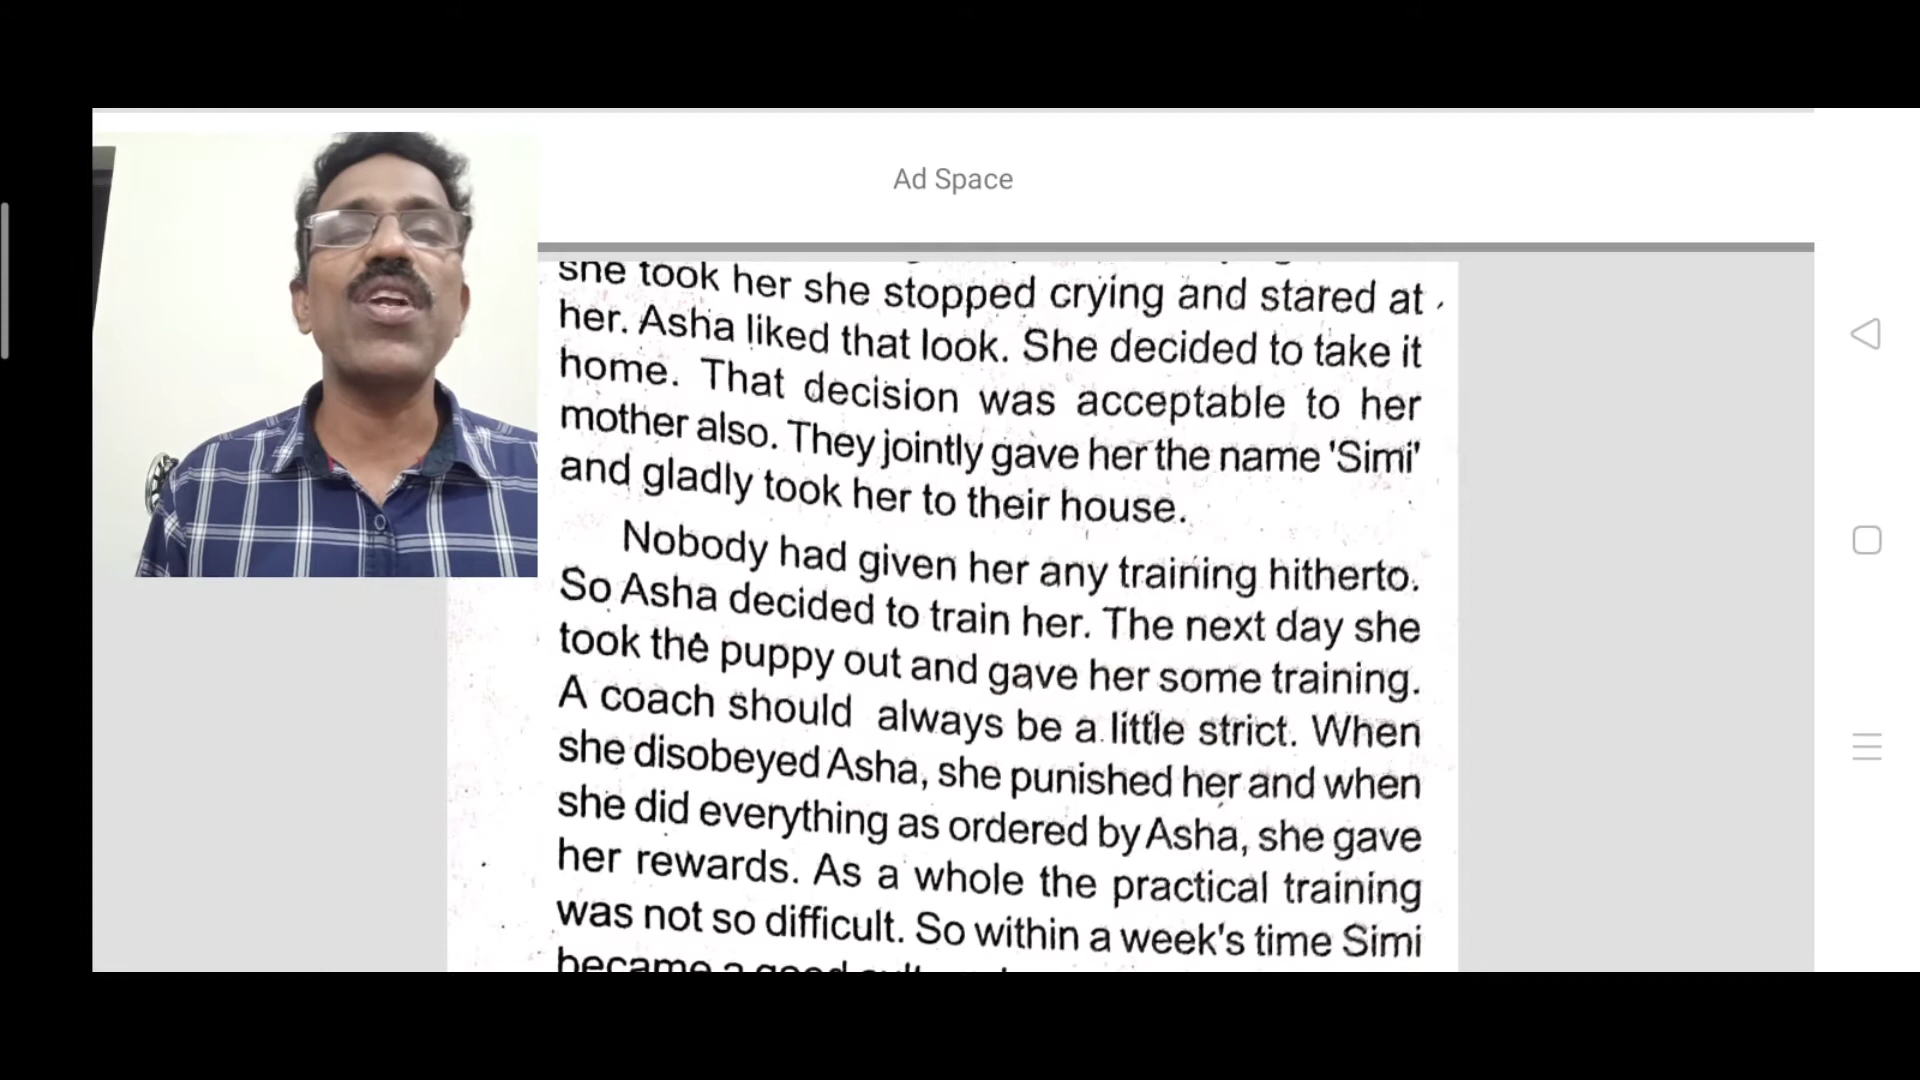 Ad Space
she took her she stopped crying and stared at
her. Asha liked that look. She decided to take it
home. That decision was acceptable to her
mother also. They jointly gave her the name 'Simi'
and gladly took her to their house.
Nobody had given her any training hitherto.
So Asha decided to train her. The next day she
took the puppy out and gave her some training.
A coach should always be a little strict. When
she disobeyed Asha, she punished her and when
she did everything as ordered by Asha, she gave
her rewards. As a whole the practical training
was not so difficult. So within a week's time Simi
became a good